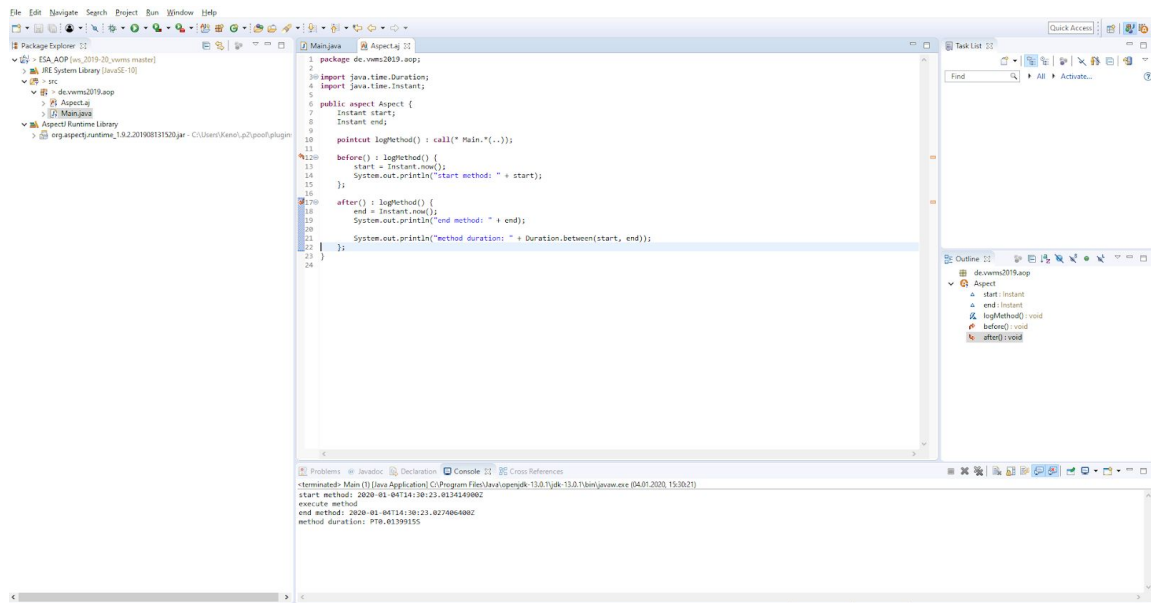 File Edit Navigate Search Project Run Window Help
Quick Access
Package Explorer
> ESA_AOP [ws_2019-20_vwms master]
JRE System Library [JavaSE-10]
> src
> de.vwms2019.aop
Aspect.aj
Main.java
AspectJ Runtime Library
org.aspectj.runtime_1.9.2.201908131520.jar - C:\Users\Keno\.p2\pool\plugin
Main.java Aspect.aj
1 package de.vwms2019.aop;
2
3 import java.time.Duration;
4 import java.time.Instant;
5
6 public aspect Aspect {
7 Instant start;
8 Instant end;
9
10 pointcut logMethod() : call(* Main.*(..));
11
12 before() : logMethod() {
13 start = Instant.now();
14 System.out.println("start method: " + start);
15 };
16
17 after() : logMethod() {
18 end = Instant.now();
19 System.out.println("end method: " + end);
20
21 System.out.println("method duration: " + Duration.between(start, end));
22 };
23 }
24
Task List
Find All Activate...
Outline
de.vwms2019.aop
Aspect
start : Instant
end : Instant
logMethod() : void
before() : void
after() : void
Problems Javadoc Declaration Console Cross References
<terminated> Main (1) [Java Application] C:\Program Files\Java\openjdk-13.0.1\jdk-13.0.1\bin\javaw.exe (04.01.2020, 15:30:21)
start method: 2020-01-04T14:30:23.013414900Z
execute method
end method: 2020-01-04T14:30:23.027406400Z
method duration: PT0.0139915S